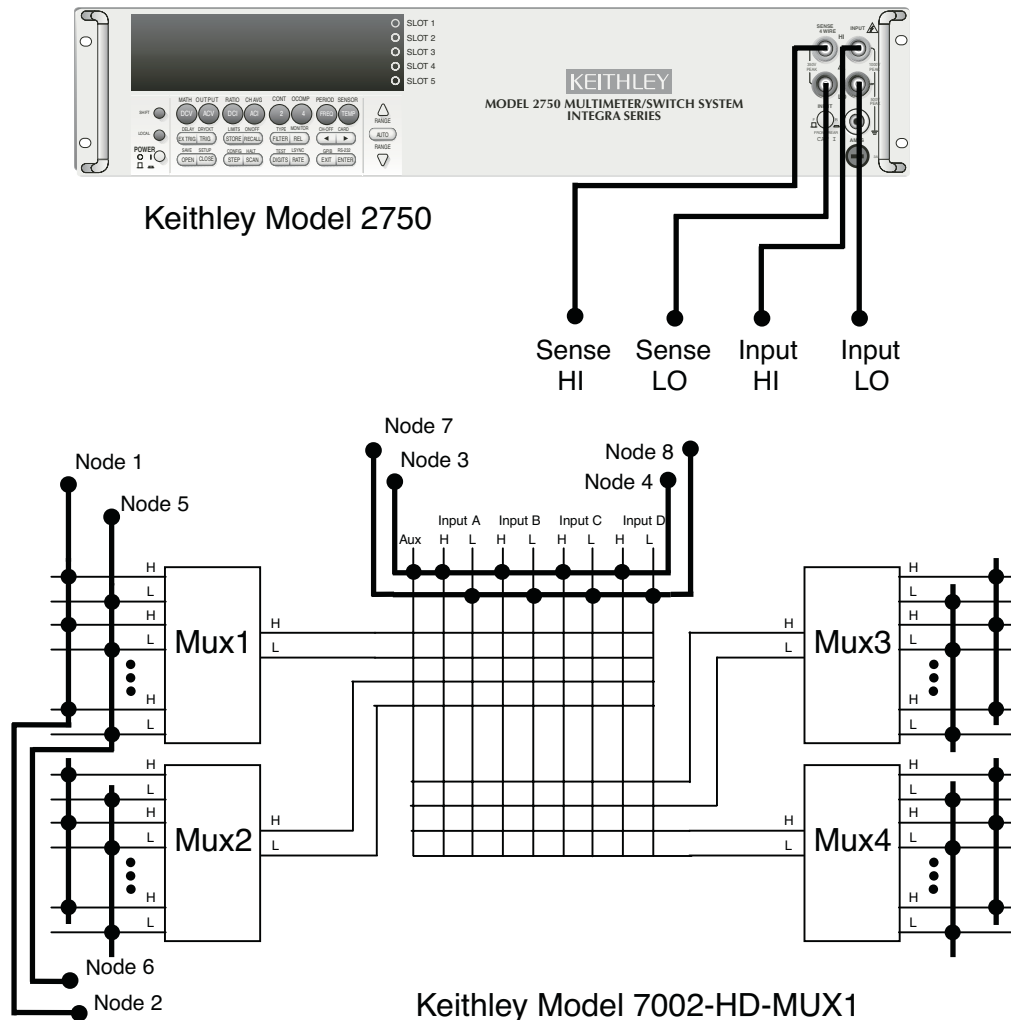 SLOT 1
SLOT 2
SLOT 3
SLOT 4
SLOT 5
SENSE
4 WIRE
INPUT
HI
350V
PEAK
KEITHLEY
MODEL 2750 MULTIMETER/SWITCH SYSTEM
INTEGRA SERIES
MATH OUTPUT RATIO CH AVG CONT OCOMP PERIOD SENSOR
SHIFT DCV ACV DCI ACI Ω2 Ω4 FREQ TEMP
RANGE
DELAY DRYCKT LIMITS ON/OFF TYPE MONITOR CH-OFF CARD
LOCAL EX TRIG TRIG STORE RECALL FILTER REL
AUTO
SAVE SETUP CONFIG HALT TEST LSYNC GPIB RS-232
RANGE
POWER OPEN CLOSE STEP SCAN DIGITS RATE EXIT ENTER
INPUT
AMPS
Keithley Model 2750
Sense HI
Sense LO
Input HI
Input LO
Node 7
Node 1
Node 3
Node 8
Node 4
Node 5
Input A Input B Input C Input D
Aux H L H L H L H L
H
L
H
L
H
L
Mux1
H
L
Mux3
H
L
H
L
H
L
H
L
H
L
H
L
H
L
Mux2
H
L
H
L
Mux4
H
L
H
L
H
L
H
L
Node 6
Node 2
Keithley Model 7002-HD-MUX1